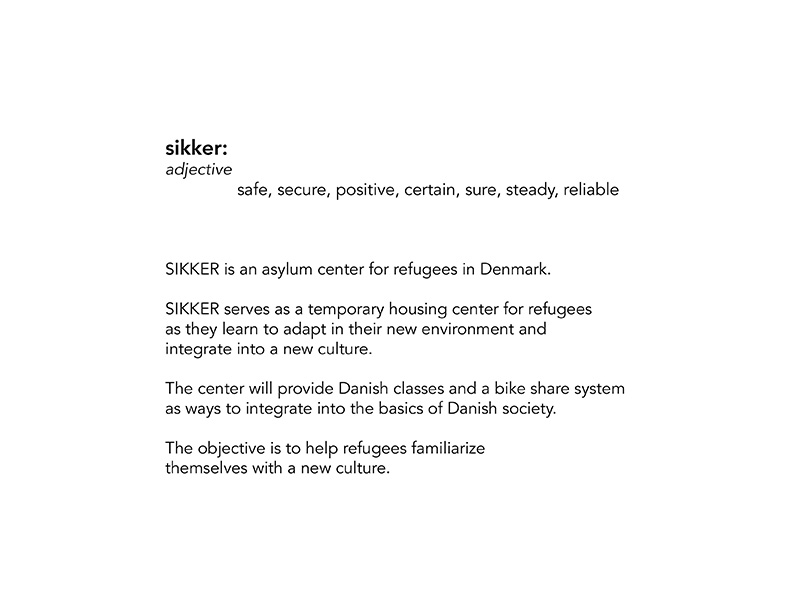 sikker:
adjective
safe, secure, positive, certain, sure, steady, reliable
SIKKER is an asylum center for refugees in Denmark.
SIKKER serves as a temporary housing center for refugees
as they learn to adapt in their new environment and
integrate into a new culture.
The center will provide Danish classes and a bike share system
as ways to integrate into the basics of Danish society.
The objective is to help refugees familiarize
themselves with a new culture.